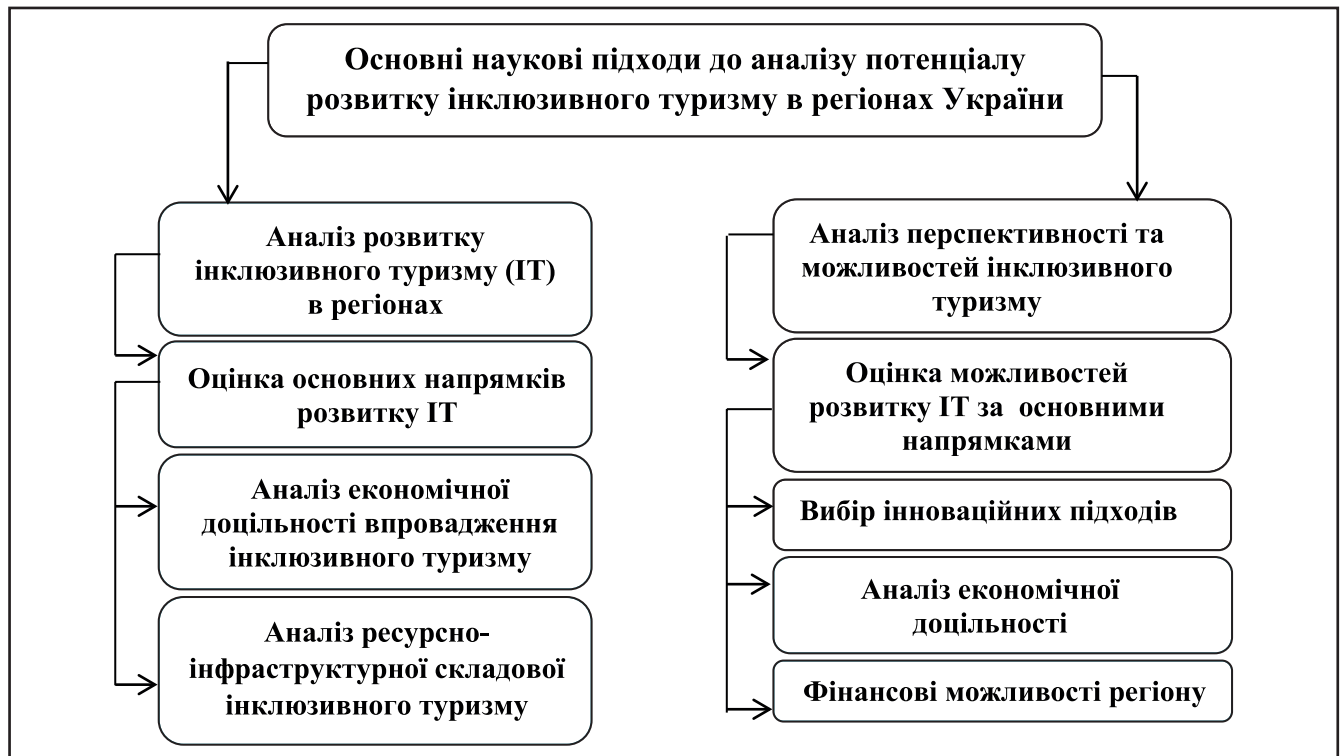 Основні наукові підходи до аналізу потенціалу
розвитку інклюзивного туризму в регіонах України
Аналіз розвитку
інклюзивного туризму (ІТ)
в регіонах
Оцінка основних напрямків
розвитку ІТ
Аналіз економічної
доцільності впровадження
інклюзивного туризму
Аналіз ресурсно-
інфраструктурної складової
інклюзивного туризму
Аналіз перспективності та
можливостей інклюзивного
туризму
Оцінка можливостей
розвитку ІТ за основними
напрямками
Вибір інноваційних підходів
Аналіз економічної
доцільності
Фінансові можливості регіону